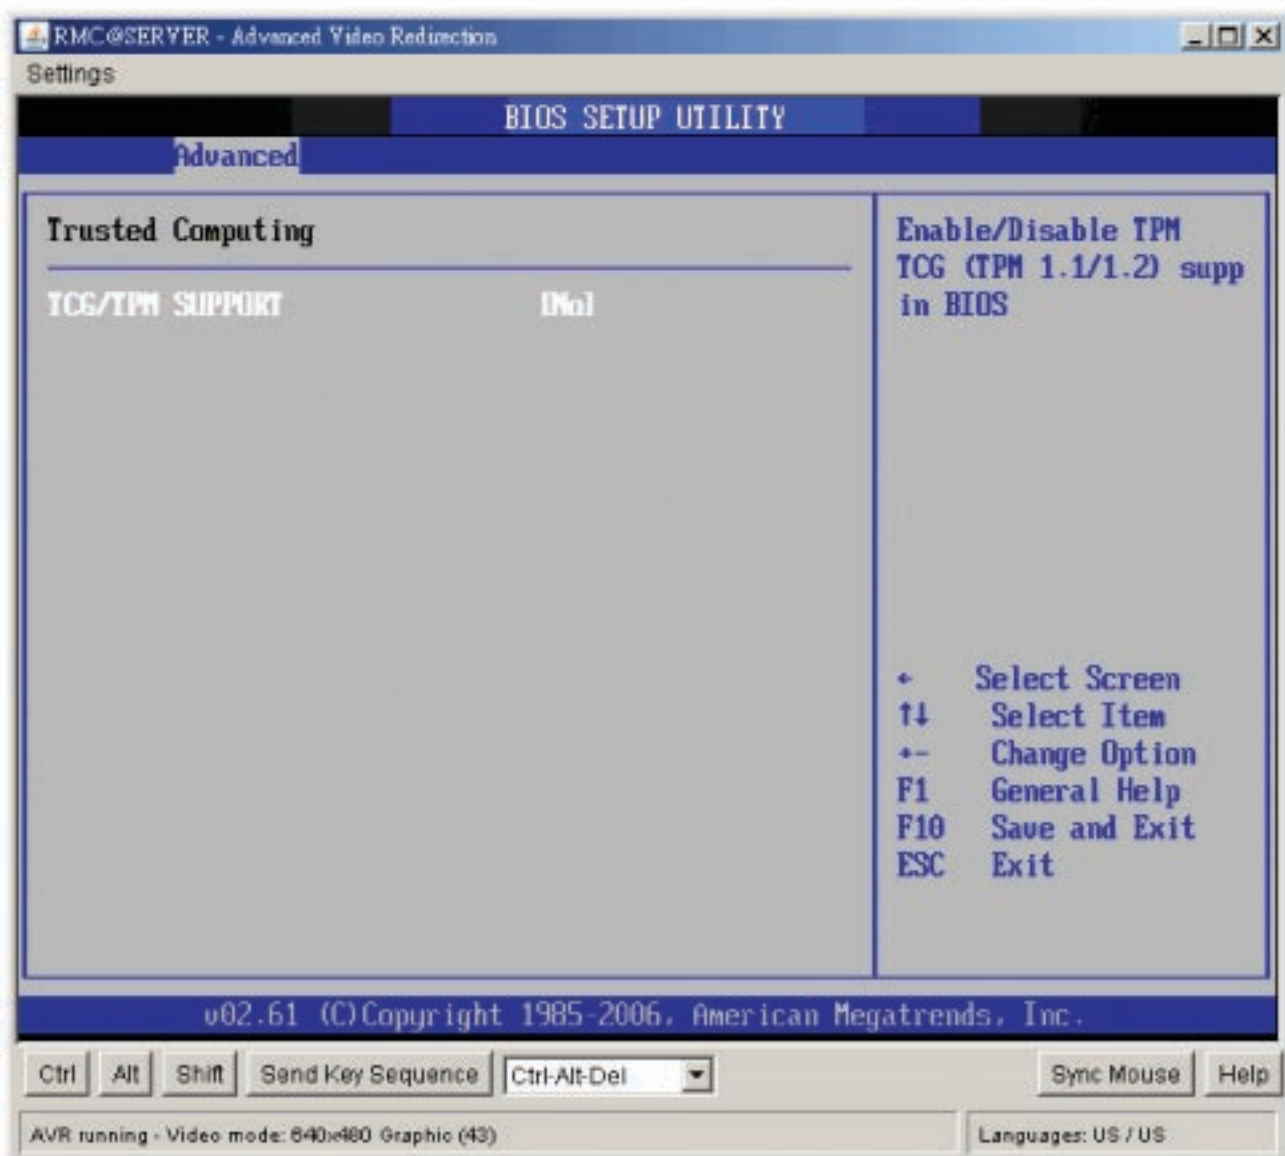 RMC@SERVER - Advanced Video Redirection
Settings
BIOS SETUP UTILITY
Advanced
Trusted Computing
TCG/TPM SUPPORT [No]
Enable/Disable TPM
TCG (TPM 1.1/1.2) supp
in BIOS
← Select Screen
↑↓ Select Item
+- Change Option
F1 General Help
F10 Save and Exit
ESC Exit
v02.61 (C)Copyright 1985-2006, American Megatrends, Inc.
Ctrl Alt Shift Send Key Sequence Ctrl-Alt-Del Sync Mouse Help
AVR running - Video mode: 640x480 Graphic (43) Languages: US / US